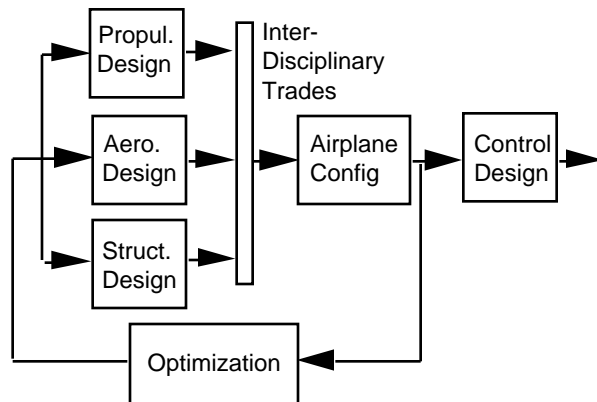 Propul.
Design
Inter-
Disciplinary
Trades
Aero.
Design
Airplane
Config
Control
Design
Struct.
Design
Optimization